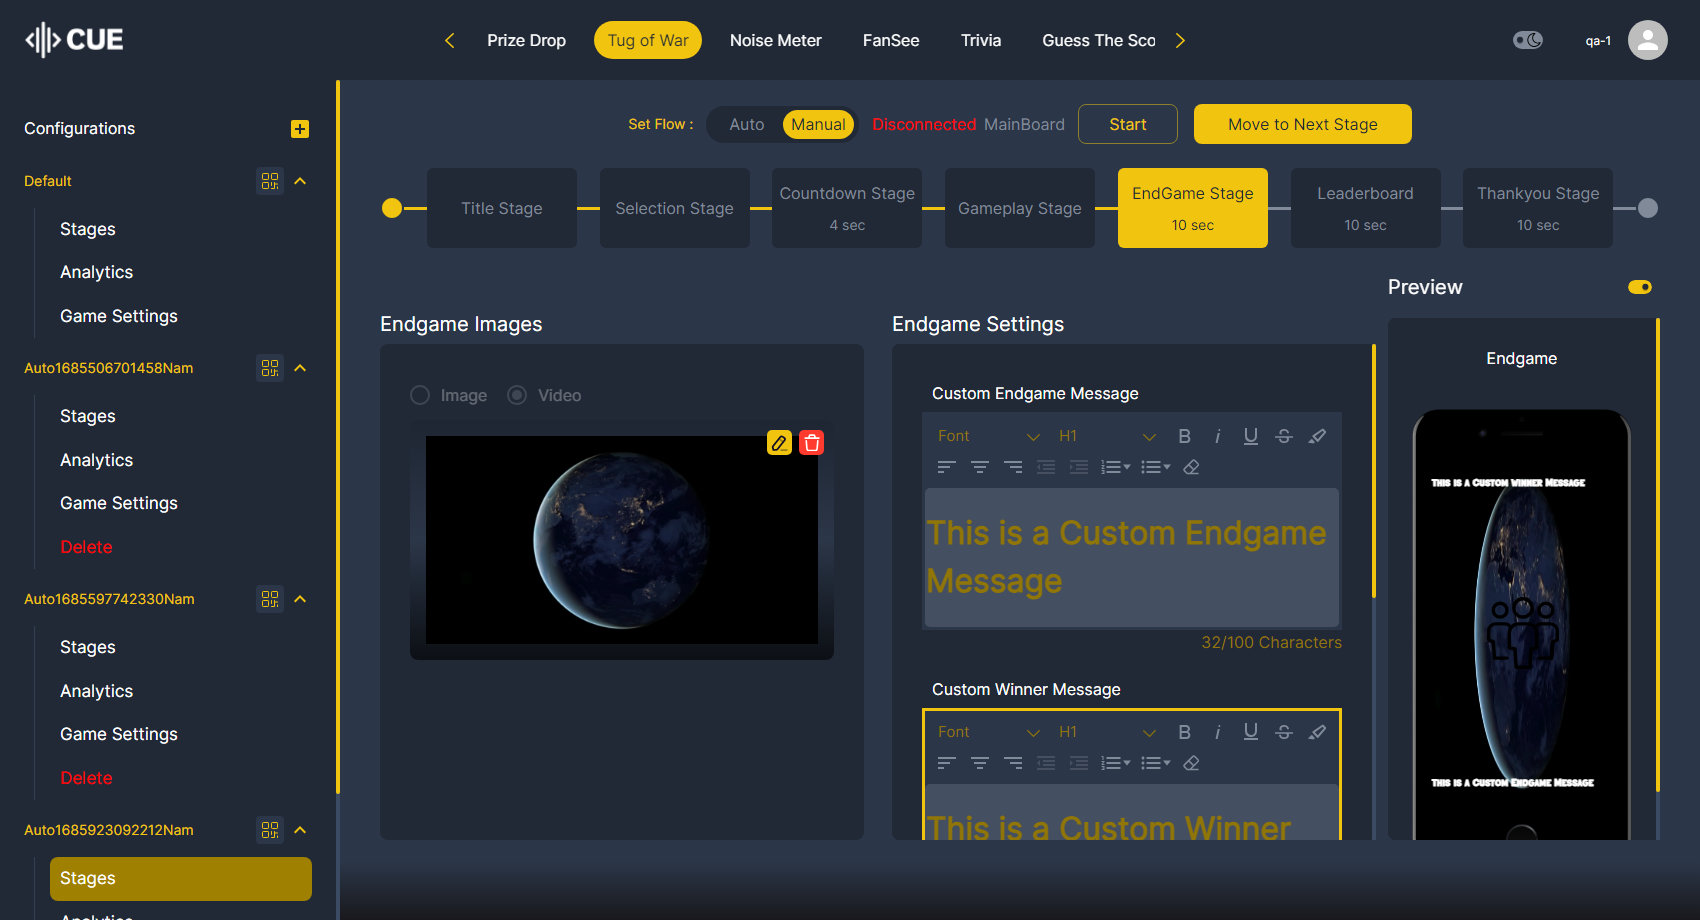 CUE
Prize Drop
Tug of War
Noise Meter
FanSee
Trivia
Guess The Sco
qa-1
Configurations
Default
Stages
Analytics
Game Settings
Auto1685506701458Nam
Stages
Analytics
Game Settings
Delete
Auto1685597742330Nam
Stages
Analytics
Game Settings
Delete
Auto1685923092212Nam
Stages
Analytics
Set Flow :
Auto
Manual
Disconnected MainBoard
Start
Move to Next Stage
Title Stage
Selection Stage
Countdown Stage
4 sec
Gameplay Stage
EndGame Stage
10 sec
Leaderboard
10 sec
Thankyou Stage
10 sec
Endgame Images
Image
Video
Endgame Settings
Custom Endgame Message
Font
H1
B
i
U
S
This is a Custom Endgame
Message
32/100 Characters
Custom Winner Message
Font
H1
B
i
U
S
This is a Custom Winner
Preview
Endgame
This is a Custom Winner Message
This is a Custom Endgame Message